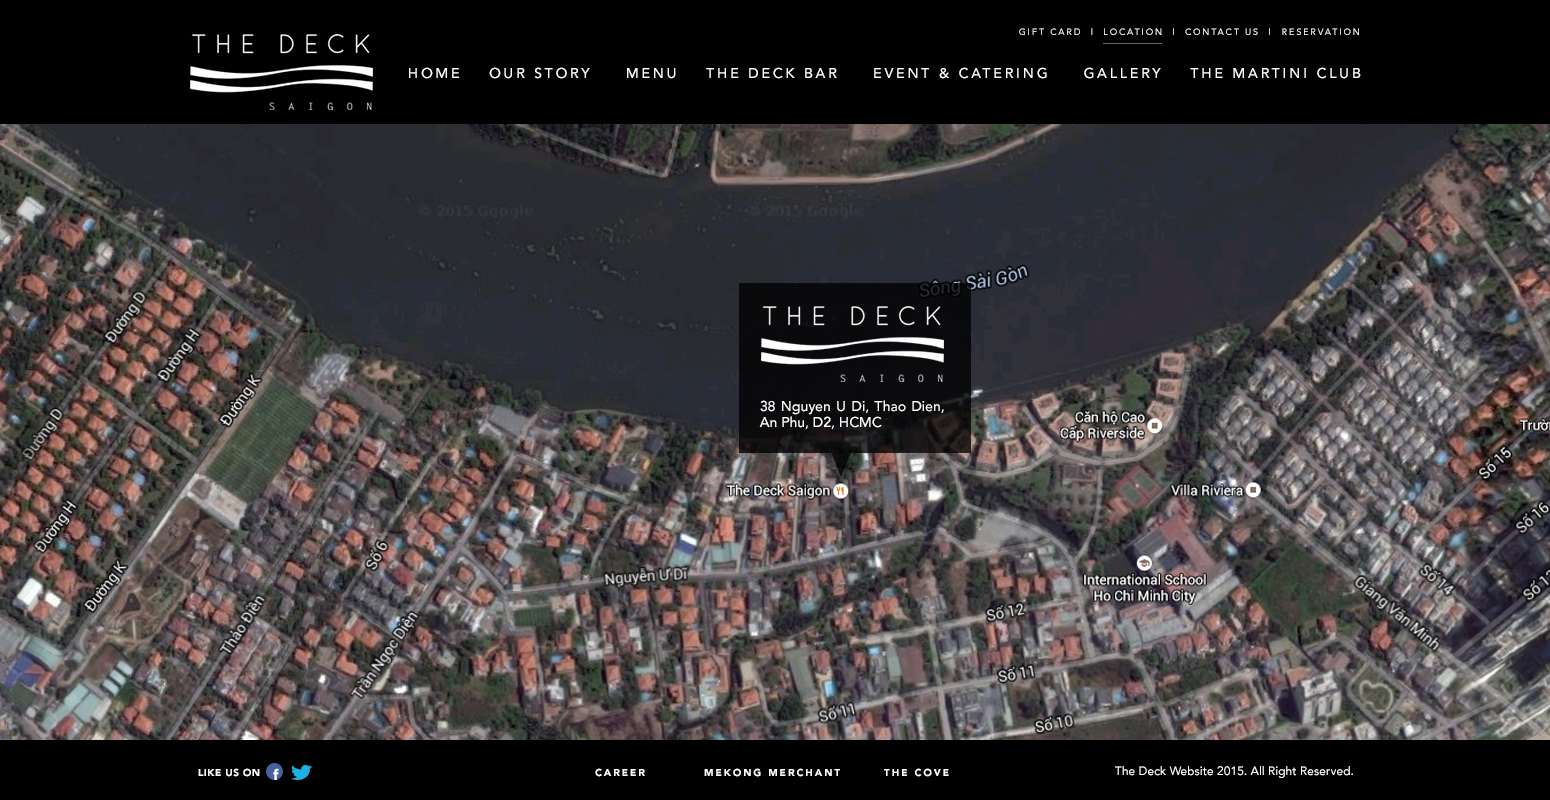 THE DECK
SAIGON
GIFT CARD | LOCATION | CONTACT US | RESERVATION
HOME OUR STORY MENU THE DECK BAR EVENT & CATERING GALLERY THE MARTINI CLUB
© 2015 Google
© 2015 Google
Sông Sài Gòn
THE DECK
SAIGON
38 Nguyen U Di, Thao Dien,
An Phu, D2, HCMC
Đường D
Đường H
Đường K
Đường D
Đường H
Đường K
Căn hộ Cao
Cấp Riverside
Số 15
The Deck Saigon
Villa Riviera
Số 16
Số 6
Nguyễn Ư Dĩ
International School
Ho Chi Minh City
Số 14
Giang Văn Minh
Thảo Điền
Trần Ngọc Diện
Số 12
Số 11
Số 11
Số 10
LIKE US ON
CAREER MEKONG MERCHANT THE COVE
The Deck Website 2015. All Right Reserved.